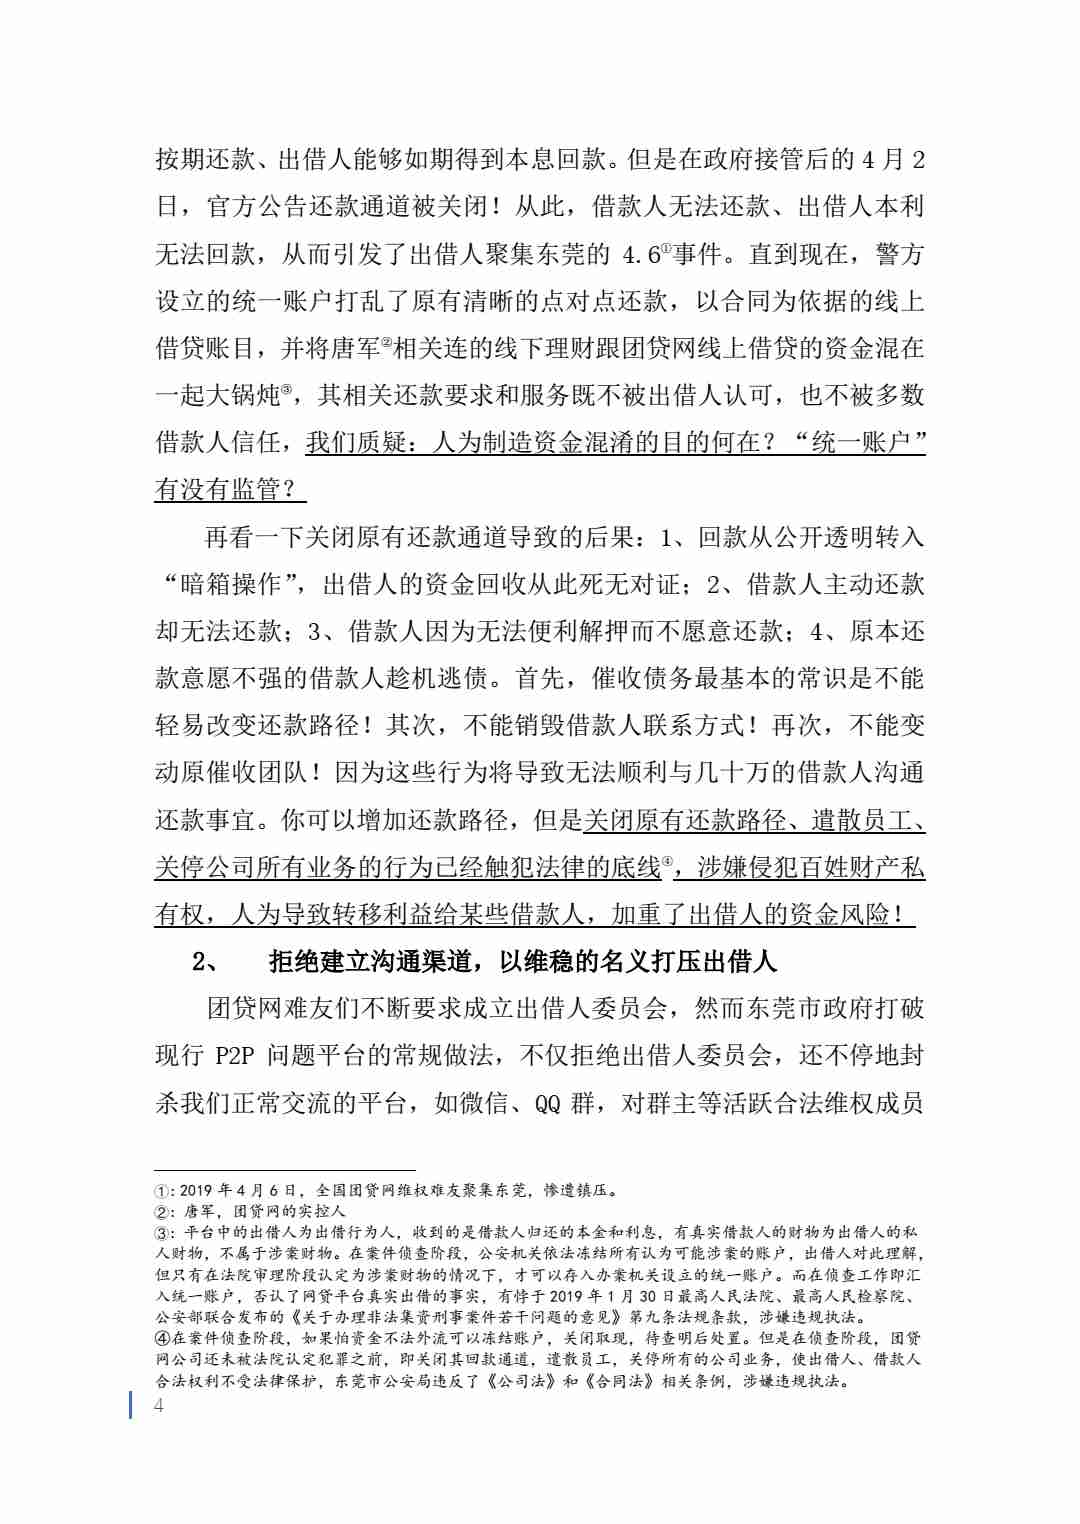 按期还款、出借人能够如期得到本息回款。但是在政府接管后的 4 月 2
日，官方公告还款通道被关闭！从此，借款人无法还款、出借人本利
无法回款，从而引发了出借人聚集东莞的 4.6①事件。直到现在，警方
设立的统一账户打乱了原有清晰的点对点还款，以合同为依据的线上
借贷账目，并将唐军②相关连的线下理财跟团贷网线上借贷的资金混在
一起大锅炖③，其相关还款要求和服务既不被出借人认可，也不被多数
借款人信任，我们质疑：人为制造资金混淆的目的何在？“统一账户”
有没有监管？
再看一下关闭原有还款通道导致的后果：1、回款从公开透明转入
“暗箱操作”，出借人的资金回收从此死无对证；2、借款人主动还款
却无法还款；3、借款人因为无法便利解押而不愿意还款；4、原本还
款意愿不强的借款人趁机逃债。首先，催收债务最基本的常识是不能
轻易改变还款路径！其次，不能销毁借款人联系方式！再次，不能变
动原催收团队！因为这些行为将导致无法顺利与几十万的借款人沟通
还款事宜。你可以增加还款路径，但是关闭原有还款路径、遣散员工、
关停公司所有业务的行为已经触犯法律的底线④，涉嫌侵犯百姓财产私
有权，人为导致转移利益给某些借款人，加重了出借人的资金风险！
2、 拒绝建立沟通渠道，以维稳的名义打压出借人
团贷网难友们不断要求成立出借人委员会，然而东莞市政府打破
现行 P2P 问题平台的常规做法，不仅拒绝出借人委员会，还不停地封
杀我们正常交流的平台，如微信、QQ 群，对群主等活跃合法维权成员
①：2019 年 4 月 6 日，全国团贷网维权难友聚集东莞，惨遭镇压。
②：唐军，团贷网的实控人
③：平台中的出借人为出借行为人，收到的是借款人归还的本金和利息，有真实借款人的财物为出借人的私
人财物，不属于涉案财物。在案件侦查阶段，公安机关依法冻结所有认为可能涉案的账户，出借人对此理解，
但只有在法院审理阶段认定为涉案财物的情况下，才可以存入办案机关设立的统一账户。而在侦查工作即汇
入统一账户，否认了网贷平台真实出借的事实，有悖于 2019 年 1 月 30 日最高人民法院、最高人民检察院、
公安部联合发布的《关于办理非法集资刑事案件若干问题的意见》第九条法规条款，涉嫌违规执法。
④在案件侦查阶段，如果怕资金不法外流可以冻结账户，关闭取现，待查明后处置。但是在侦查阶段，团贷
网公司还未被法院认定犯罪之前，即关闭其回款通道，遣散员工，关停所有的公司业务，使出借人、借款人
合法权利不受法律保护，东莞市公安局违反了《公司法》和《合同法》相关条例，涉嫌违规执法。
4